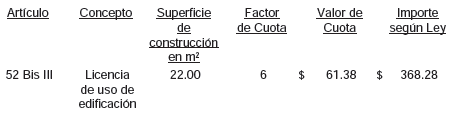 Artículo Concepto Superficie Factor Valor de Importe
de de Cuota Cuota según Ley
construcción
en m²
52 Bis III Licencia 22.00 6 $ 61.38 $ 368.28
de uso de
edificación